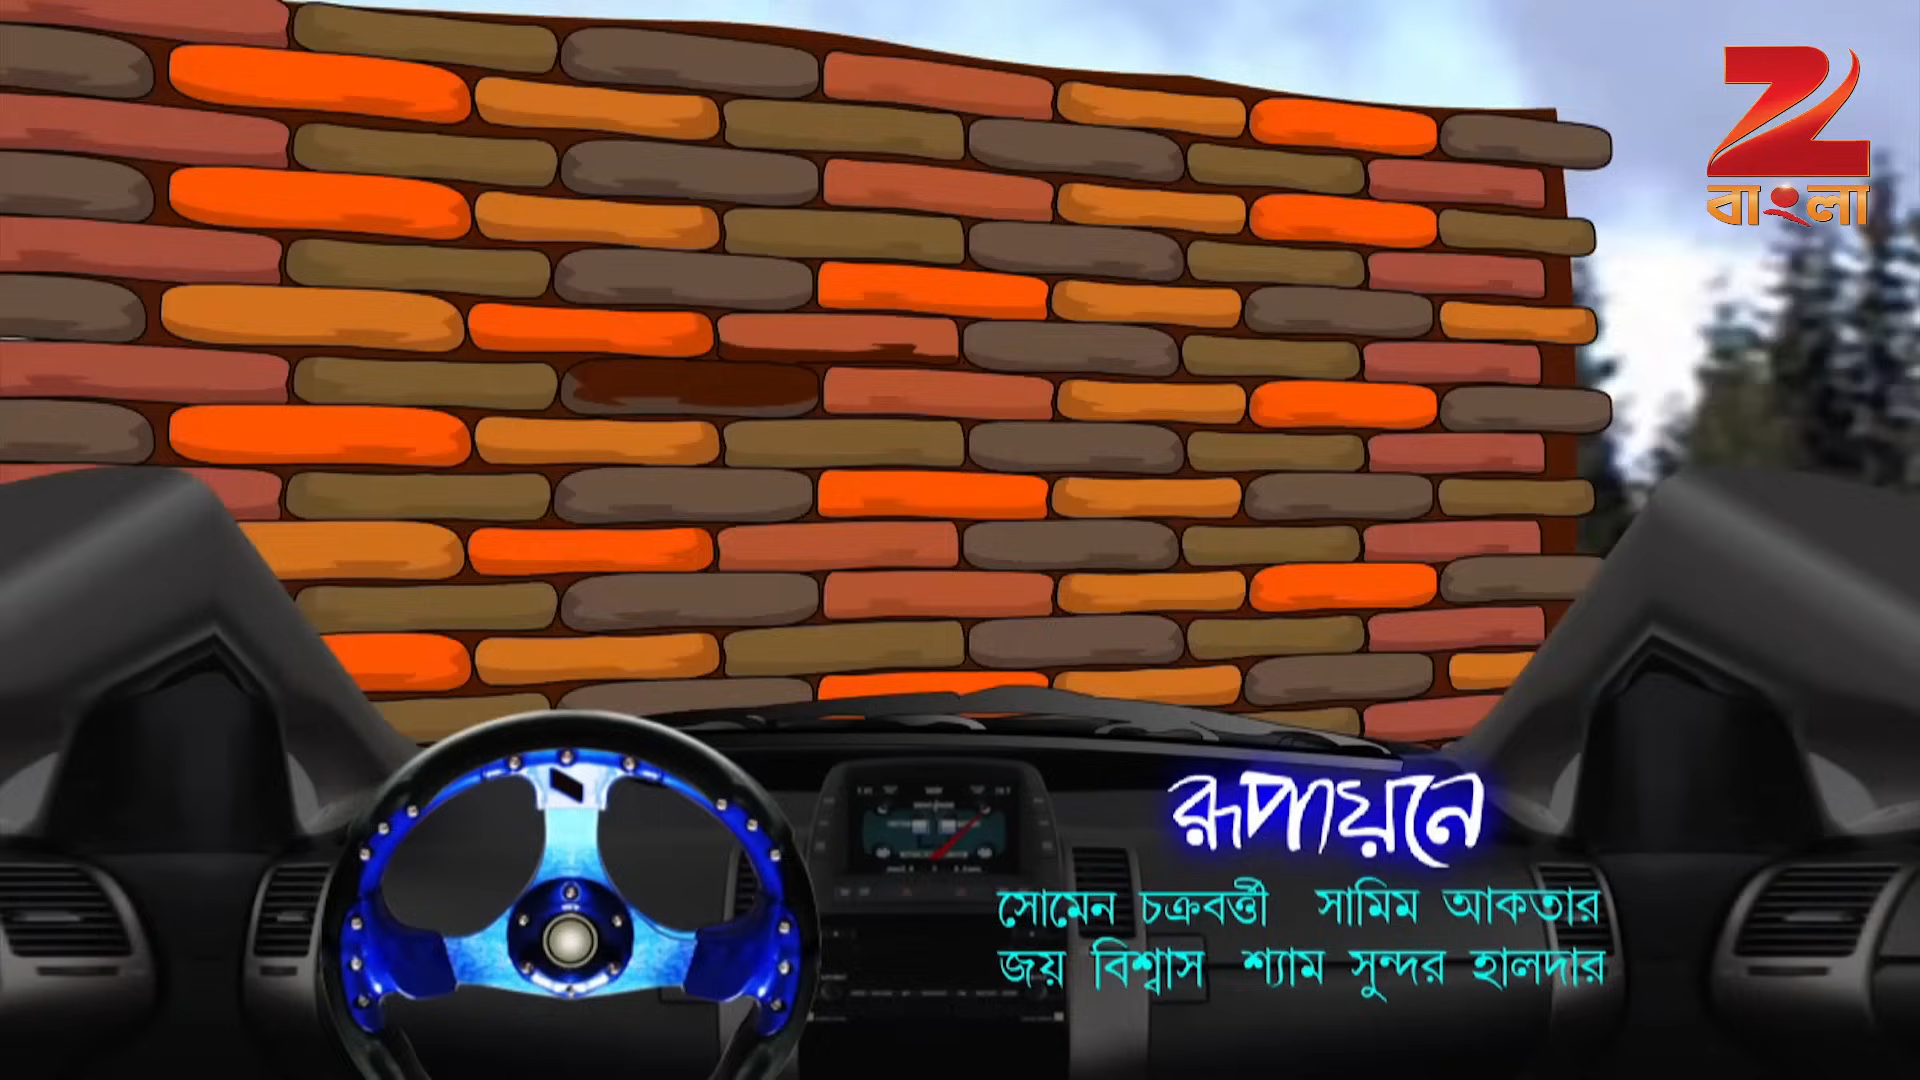 বাংলা
রূপায়নে
সোমেন চক্রবর্ত্তী সামিম আকতার
জয় বিশ্বাস শ্যাম সুন্দর হালদার